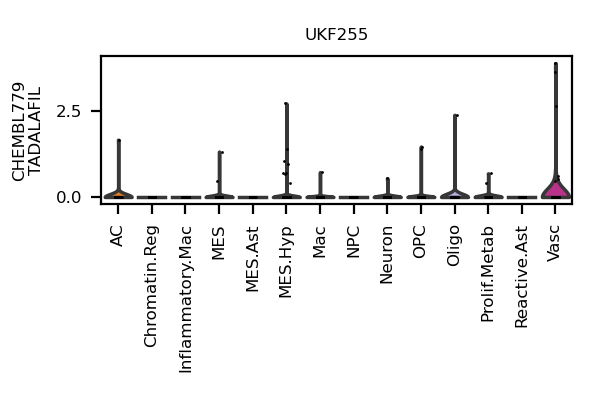 UKF255
CHEMBL779
TADALAFIL
2.5
0.0
AC
Chromatin.Reg
Inflammatory.Mac
MES
MES.Ast
MES.Hyp
Mac
NPC
Neuron
OPC
Oligo
Prolif.Metab
Reactive.Ast
Vasc